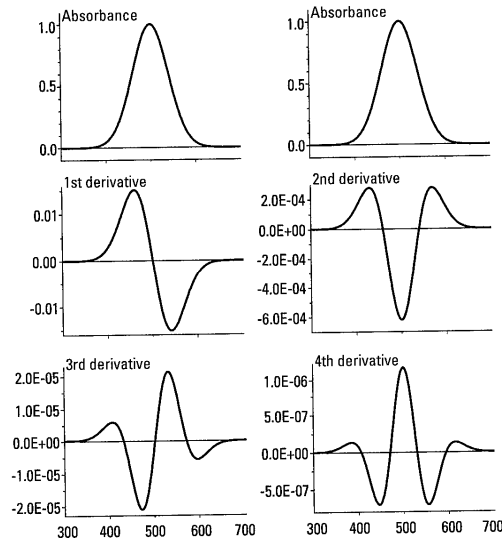 Absorbance
1.0
0.5
0.0
Absorbance
1.0
0.5
0.0
1st derivative
0.01
0.00
-0.01
2nd derivative
2.0E-04
0.0E+00
-2.0E-04
-4.0E-04
-6.0E-04
3rd derivative
2.0E-05
1.0E-05
0.0E+00
-1.0E-05
-2.0E-05
300 400 500 600 700
4th derivative
1.0E-06
5.0E-07
0.0E+00
-5.0E-07
300 400 500 600 700